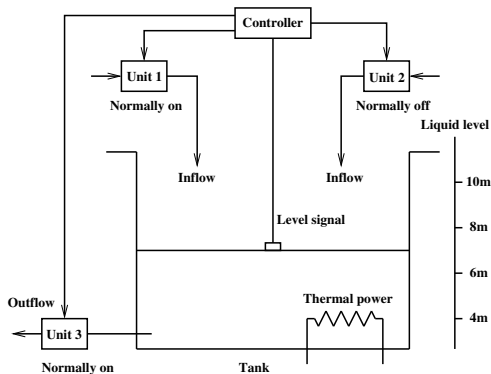 Controller
Unit 1
Unit 2
Normally on
Normally off
Liquid level
Inflow
Inflow
10m
Level signal
8m
6m
Outflow
Thermal power
4m
Unit 3
Normally on
Tank